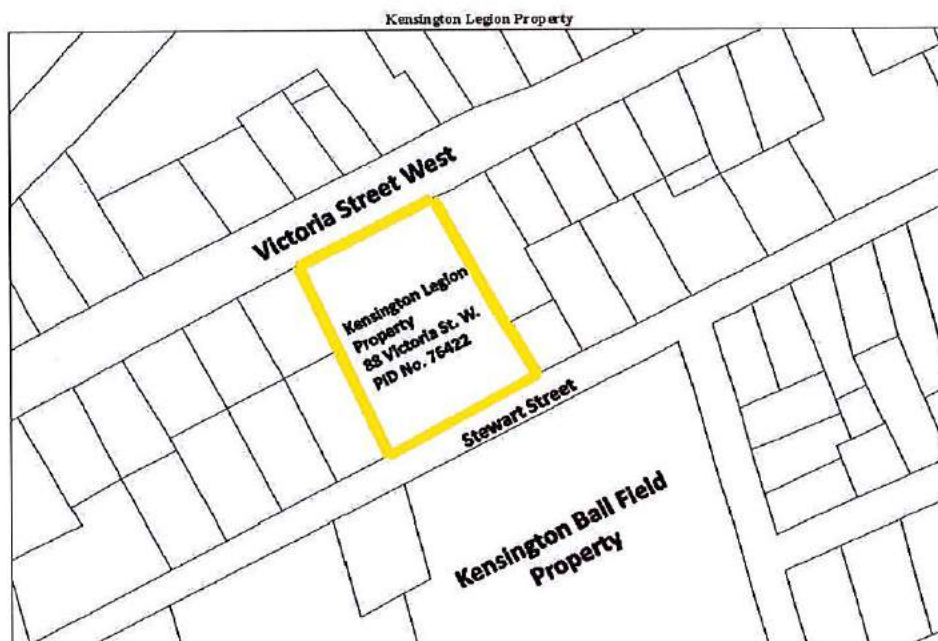 Kensington Legion Property
Victoria Street West
Kensington Legion
Property
88 Victoria St. W.
PID No. 76422
Stewart Street
Kensington Ball Field
Property